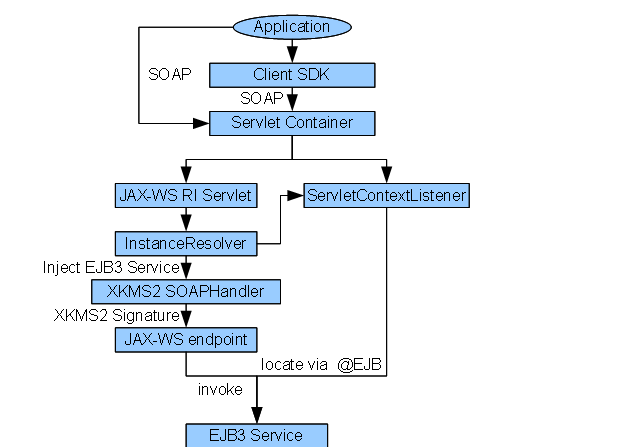 Application
SOAP
Client SDK
SOAP
Servlet Container
JAX-WS RI Servlet
ServletContextListener
InstanceResolver
Inject EJB3 Service
XKMS2 SOAPHandler
XKMS2 Signature
JAX-WS endpoint
locate via @EJB
invoke
EJB3 Service